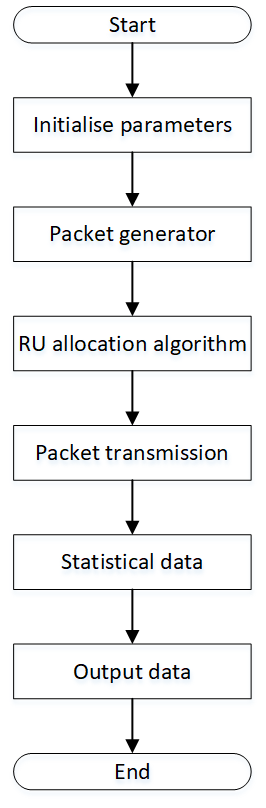 Start
Initialise parameters
Packet generator
RU allocation algorithm
Packet transmission
Statistical data
Output data
End